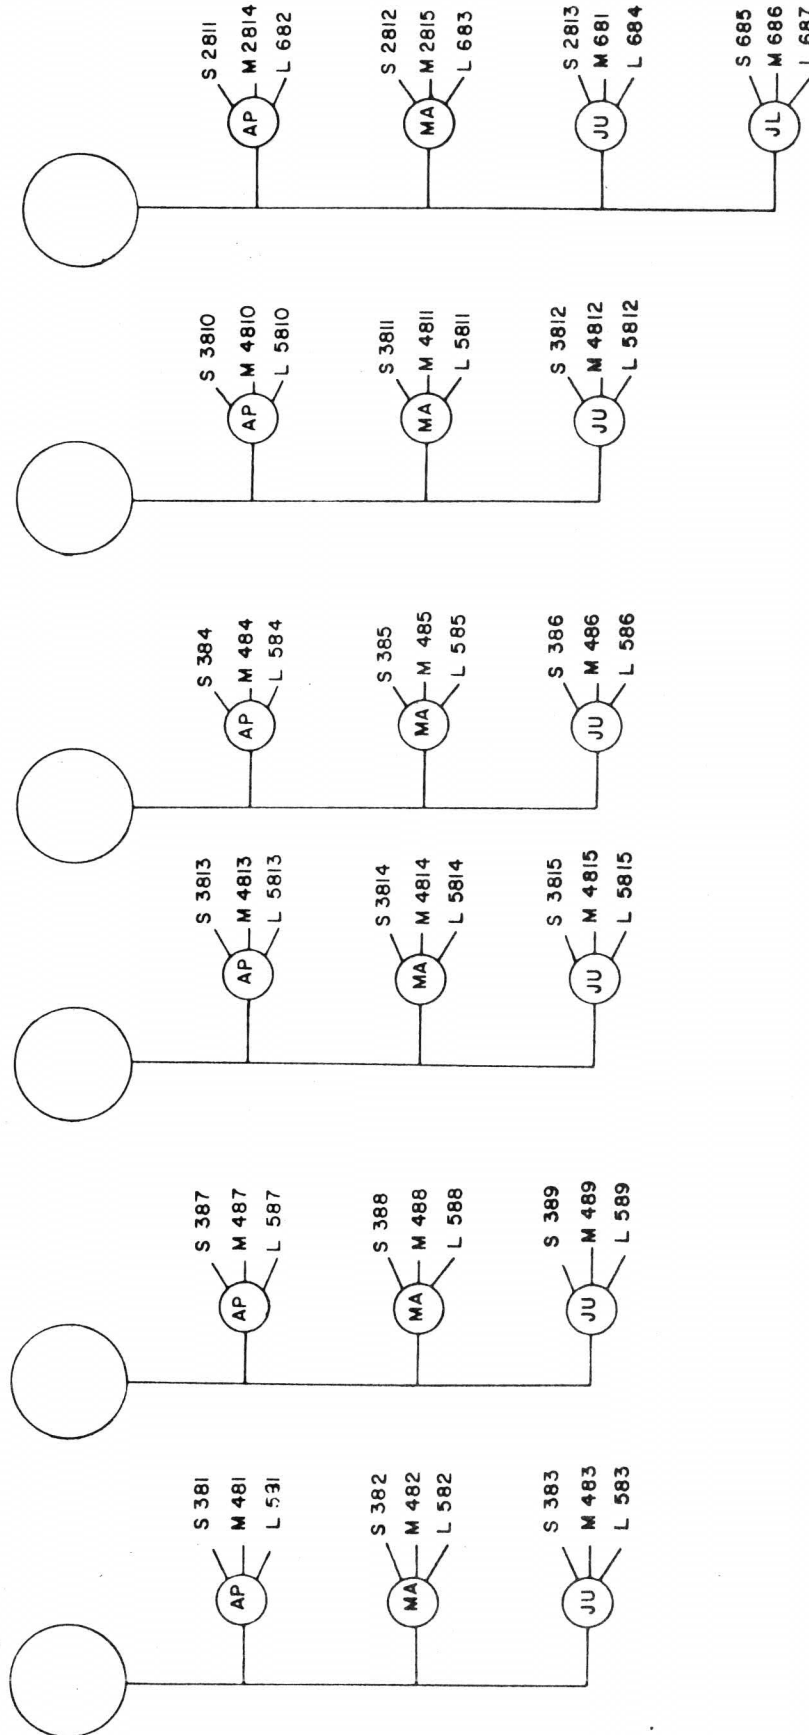 S 381
AP
M 481
L 581
S 382
MA
M 482
L 582
S 383
JU
M 483
L 583
S 387
AP
M 487
L 587
S 388
MA
M 488
L 588
S 389
JU
M 489
L 589
S 3813
AP
M 4813
L 5813
S 3814
MA
M 4814
L 5814
S 3815
JU
M 4815
L 5815
S 384
AP
M 484
L 584
S 385
MA
M 485
L 585
S 386
JU
M 486
L 586
S 3810
AP
M 4810
L 5810
S 3811
MA
M 4811
L 5811
S 3812
JU
M 4812
L 5812
S 2811
AP
M 2814
L 682
S 2812
MA
M 2815
L 683
S 2813
JU
M 681
L 684
S 685
JL
M 686
L 687